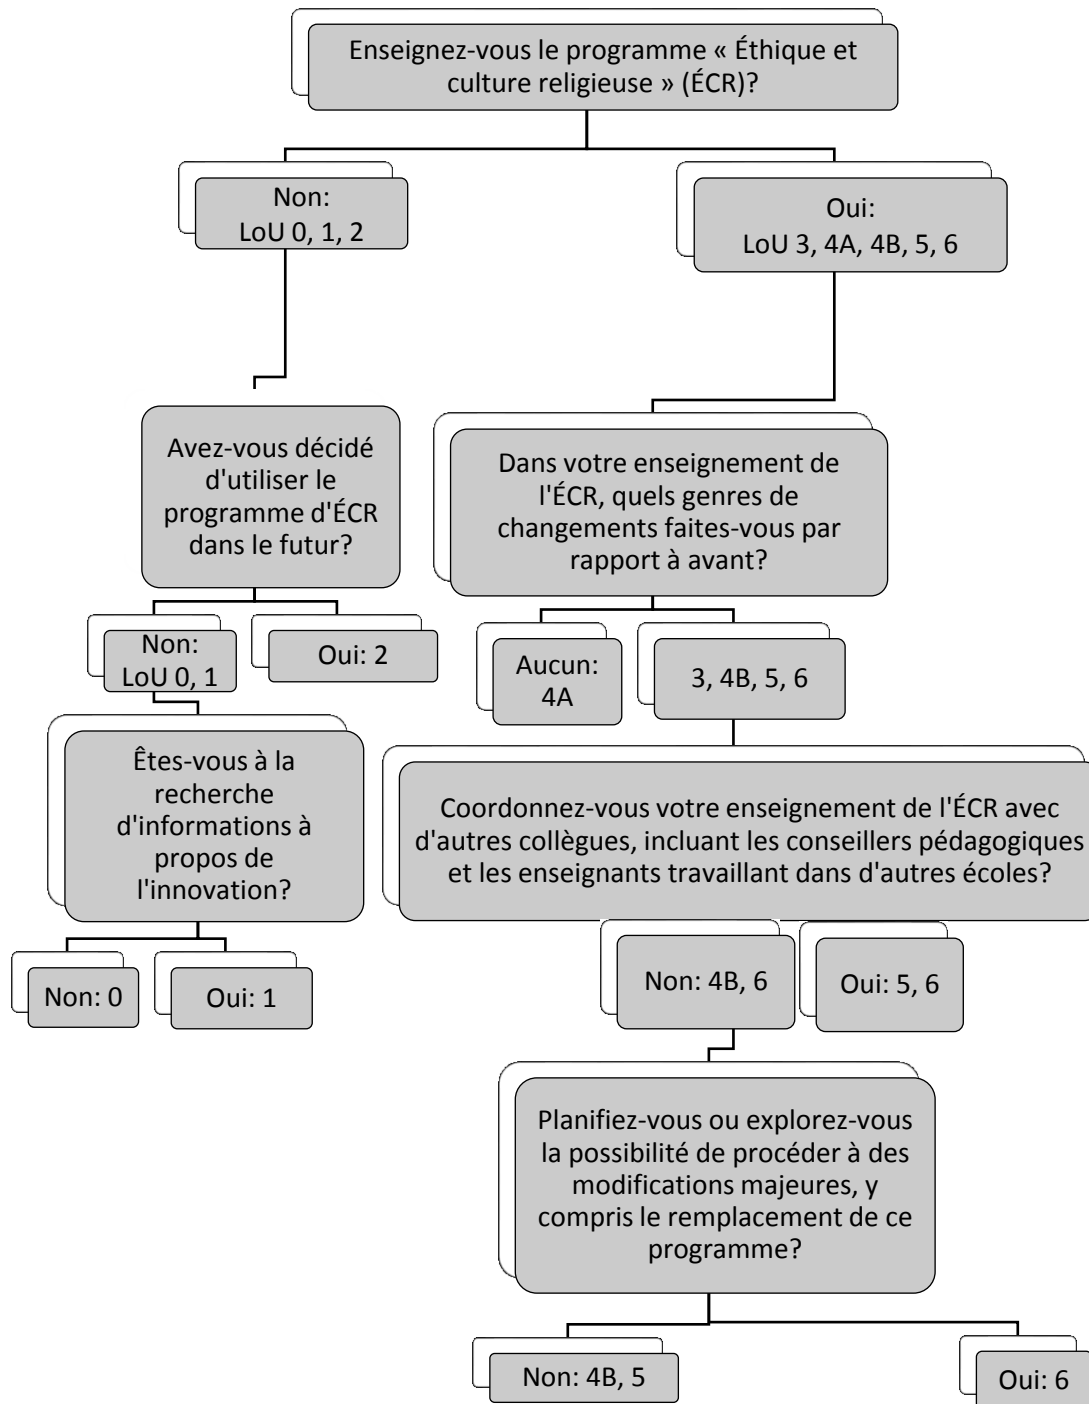 Enseignez-vous le programme « Éthique et
culture religieuse » (ÉCR)?
Non:
LoU 0, 1, 2
Oui:
LoU 3, 4A, 4B, 5, 6
Avez-vous décidé
d'utiliser le
programme d'ÉCR
dans le futur?
Dans votre enseignement de
l'ÉCR, quels genres de
changements faites-vous par
rapport à avant?
Non:
LoU 0, 1
Oui: 2
Aucun:
4A
3, 4B, 5, 6
Êtes-vous à la
recherche
d'informations à
propos de
l'innovation?
Coordonnez-vous votre enseignement de l'ÉCR avec
d'autres collègues, incluant les conseillers pédagogiques
et les enseignants travaillant dans d'autres écoles?
Non: 0
Oui: 1
Non: 4B, 6
Oui: 5, 6
Planifiez-vous ou explorez-vous
la possibilité de procéder à des
modifications majeures, y
compris le remplacement de ce
programme?
Non: 4B, 5
Oui: 6